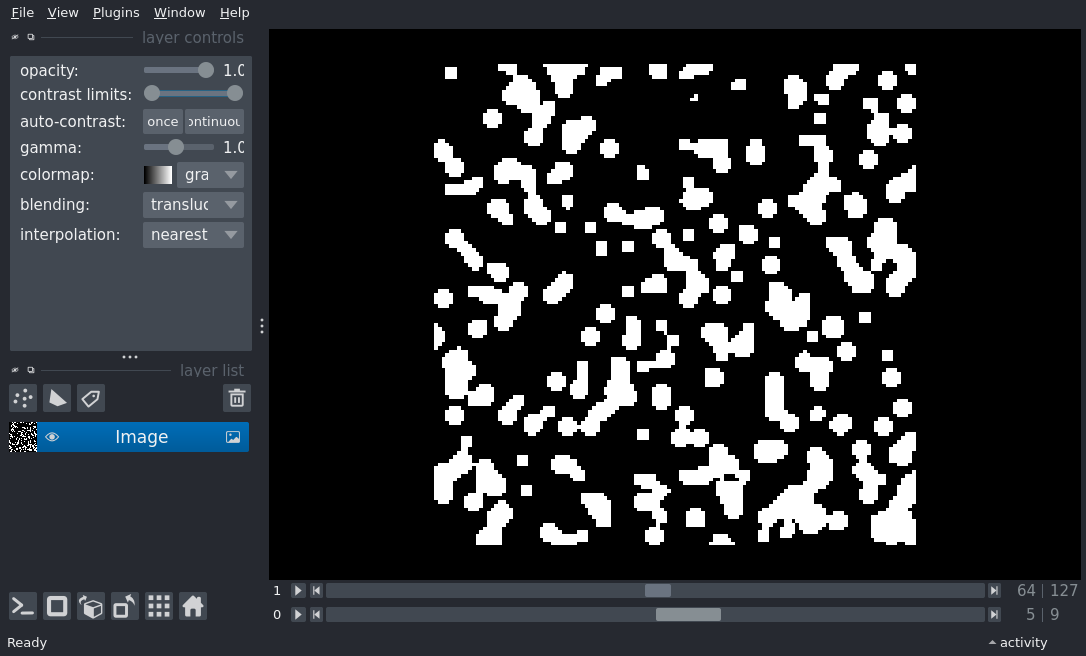 File View Plugins Window Help
layer controls
opacity: 1.0
contrast limits:
auto-contrast: once ontinuou
gamma: 1.0
colormap: gra
blending: transluc
interpolation: nearest
layer list
Image
1 64 | 127
0 5 | 9
Ready activity